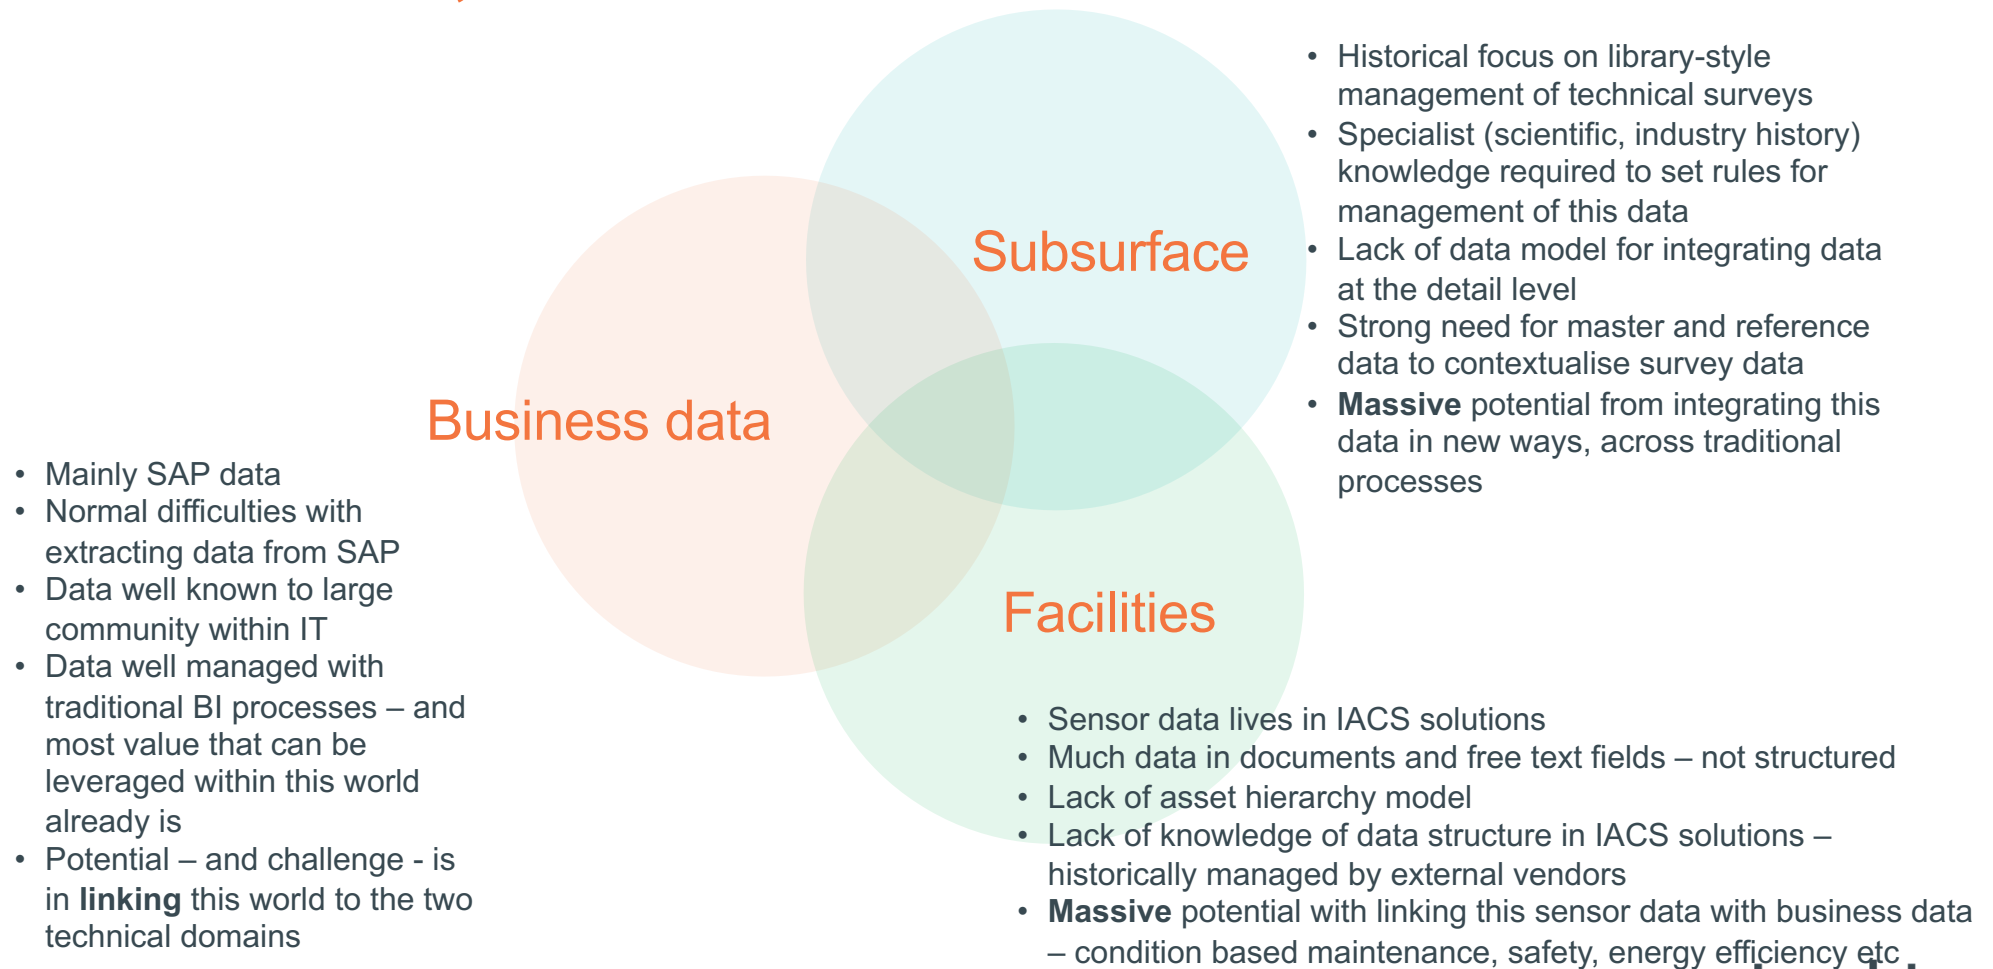 • Historical focus on library-style
management of technical surveys
• Specialist (scientific, industry history)
knowledge required to set rules for
management of this data
• Lack of data model for integrating data
at the detail level
• Strong need for master and reference
data to contextualise survey data
• Massive potential from integrating this
data in new ways, across traditional
processes
Subsurface
Business data
• Mainly SAP data
• Normal difficulties with
extracting data from SAP
• Data well known to large
community within IT
• Data well managed with
traditional BI processes – and
most value that can be
leveraged within this world
already is
• Potential – and challenge - is
in linking this world to the two
technical domains
Facilities
• Sensor data lives in IACS solutions
• Much data in documents and free text fields – not structured
• Lack of asset hierarchy model
• Lack of knowledge of data structure in IACS solutions –
historically managed by external vendors
• Massive potential with linking this sensor data with business data
– condition based maintenance, safety, energy efficiency etc